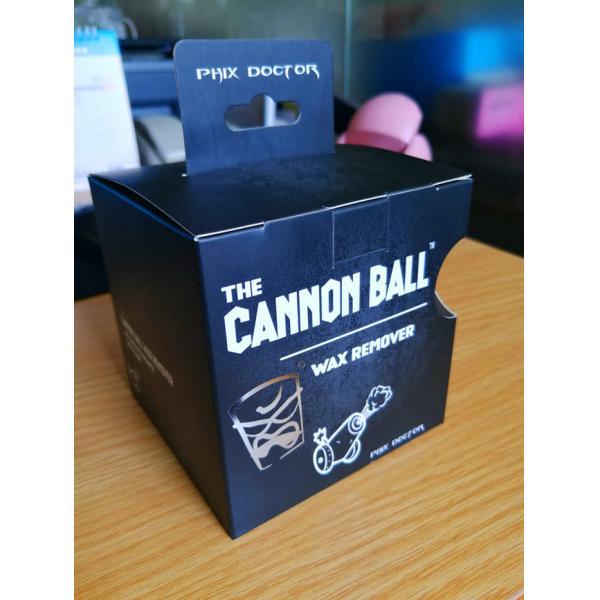 PHIX DOCTOR
THE
CANNON BALL™
WAX REMOVER
PHIX DOCTOR